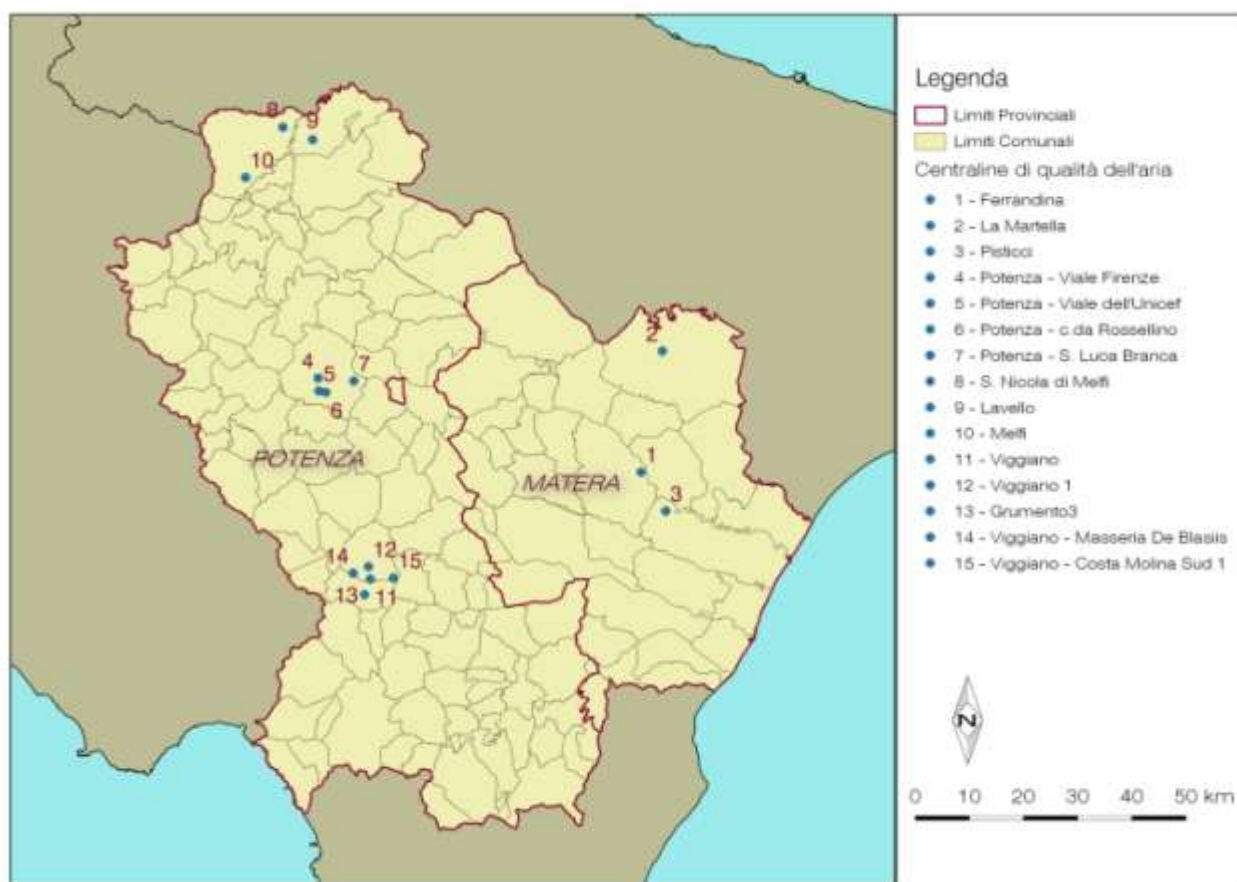 8
9
10
2
4
5
7
6
POTENZA
1
MATERA
3
14
12
15
13
11
Legenda
Limiti Provinciali
Limiti Comunali
Centraline di qualità dell'aria
1 - Ferrandina
2 - La Martella
3 - Pisticci
4 - Potenza - Viale Firenze
5 - Potenza - Viale dell'Unicef
6 - Potenza - c.da Rossellino
7 - Potenza - S. Luca Branca
8 - S. Nicola di Melfi
9 - Lavello
10 - Melfi
11 - Viggiano
12 - Viggiano 1
13 - Grumento3
14 - Viggiano - Masseria De Blasiis
15 - Viggiano - Costa Molina Sud 1
N
0 10 20 30 40 50 km